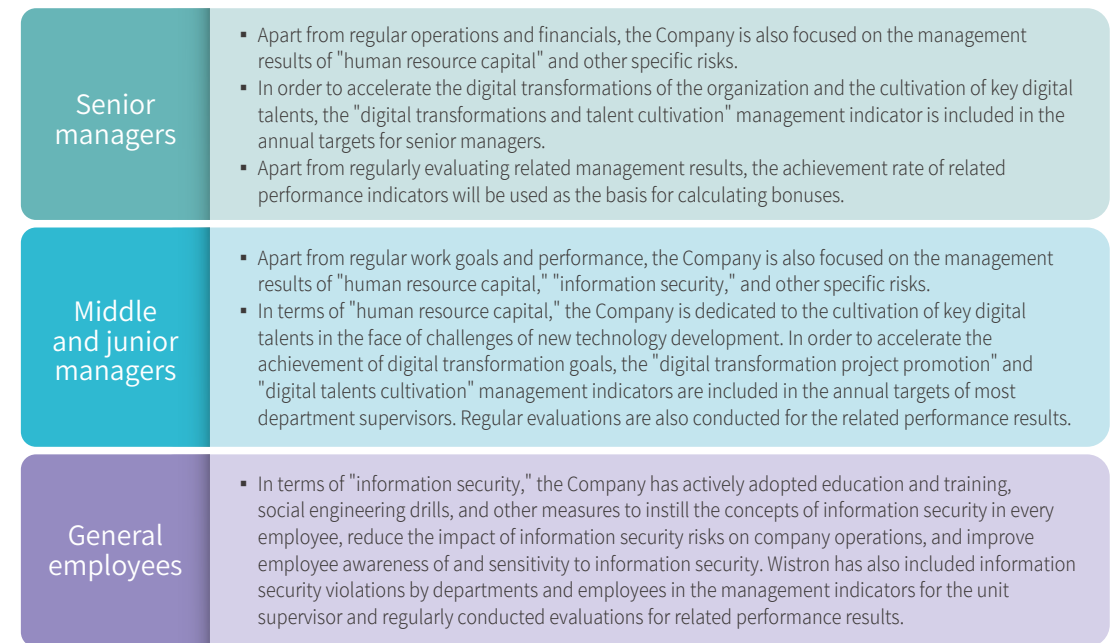 Senior
managers
▪ Apart from regular operations and financials, the Company is also focused on the management
results of "human resource capital" and other specific risks.
▪ In order to accelerate the digital transformations of the organization and the cultivation of key digital
talents, the "digital transformations and talent cultivation" management indicator is included in the
annual targets for senior managers.
▪ Apart from regularly evaluating related management results, the achievement rate of related
performance indicators will be used as the basis for calculating bonuses.
Middle
and junior
managers
▪ Apart from regular work goals and performance, the Company is also focused on the management
results of "human resource capital," "information security," and other specific risks.
▪ In terms of "human resource capital," the Company is dedicated to the cultivation of key digital
talents in the face of challenges of new technology development. In order to accelerate the
achievement of digital transformation goals, the "digital transformation project promotion" and
"digital talents cultivation" management indicators are included in the annual targets of most
department supervisors. Regular evaluations are also conducted for the related performance results.
General
employees
▪ In terms of "information security," the Company has actively adopted education and training,
social engineering drills, and other measures to instill the concepts of information security in every
employee, reduce the impact of information security risks on company operations, and improve
employee awareness of and sensitivity to information security. Wistron has also included information
security violations by departments and employees in the management indicators for the unit
supervisor and regularly conducted evaluations for related performance results.